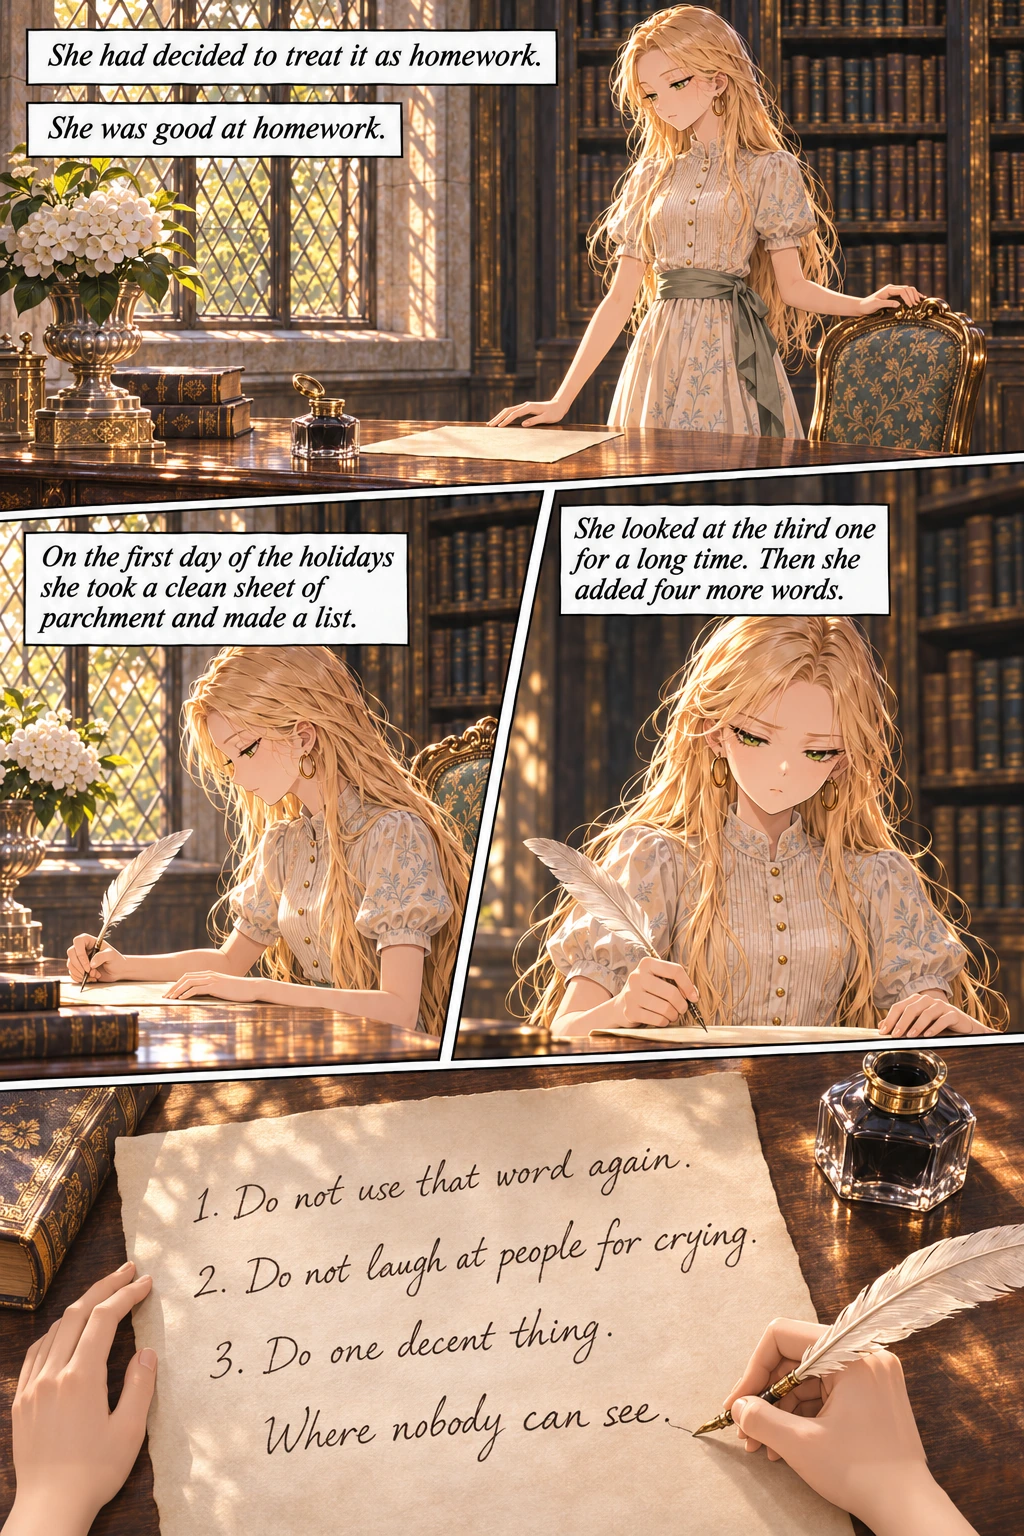 She had decided to treat it as homework.
She was good at homework.
On the first day of the holidays
she took a clean sheet of
parchment and made a list.
She looked at the third one
for a long time. Then she
added four more words.
1. Do not use that word again.
2. Do not laugh at people for crying.
3. Do one decent thing.
Where nobody can see.